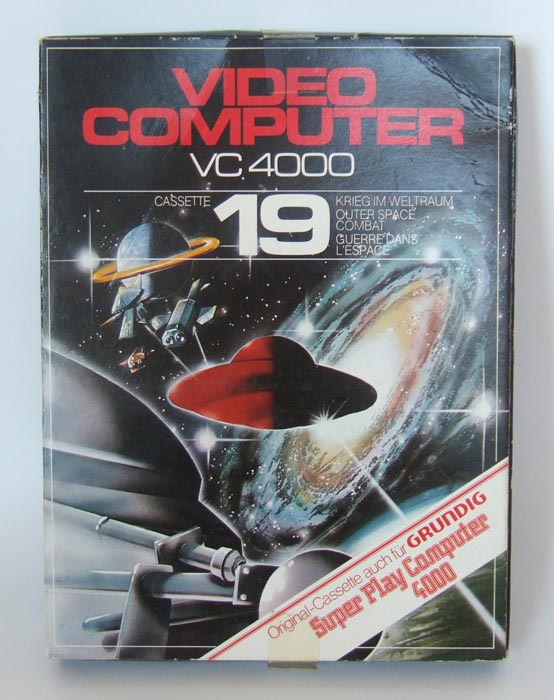 VIDEO
COMPUTER
VC 4000
CASSETTE
19
KRIEG IM WELTRAUM
OUTER SPACE
COMBAT
GUERRE DANS
L'ESPACE
Original-Cassette auch für GRUNDIG
Super Play Computer
4000